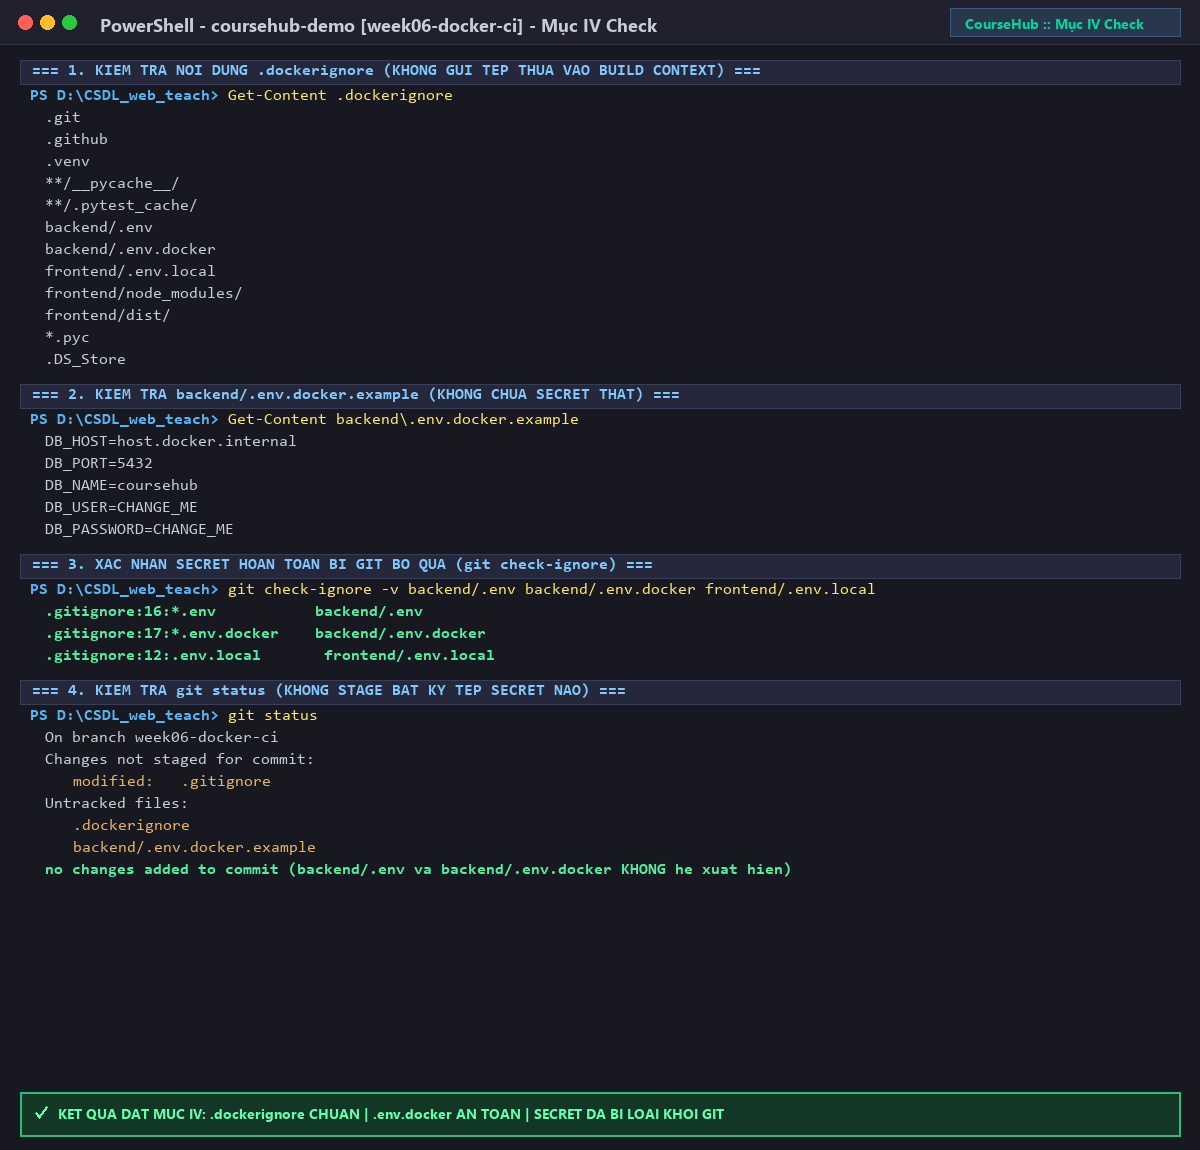 PowerShell - coursehub-demo [week06-docker-ci] - Mục IV Check
CourseHub :: Mục IV Check
=== 1. KIEM TRA NOI DUNG .dockerignore (KHONG GUI TEP THUA VAO BUILD CONTEXT) ===
PS D:\CSDL_web_teach> Get-Content .dockerignore
.git
.github
.venv
**/__pycache__/
**/.pytest_cache/
backend/.env
backend/.env.docker
frontend/.env.local
frontend/node_modules/
frontend/dist/
*.pyc
.DS_Store
=== 2. KIEM TRA backend/.env.docker.example (KHONG CHUA SECRET THAT) ===
PS D:\CSDL_web_teach> Get-Content backend\.env.docker.example
DB_HOST=host.docker.internal
DB_PORT=5432
DB_NAME=coursehub
DB_USER=CHANGE_ME
DB_PASSWORD=CHANGE_ME
=== 3. XAC NHAN SECRET HOAN TOAN BI GIT BO QUA (git check-ignore) ===
PS D:\CSDL_web_teach> git check-ignore -v backend/.env backend/.env.docker frontend/.env.local
.gitignore:16:*.env backend/.env
.gitignore:17:*.env.docker backend/.env.docker
.gitignore:12:.env.local frontend/.env.local
=== 4. KIEM TRA git status (KHONG STAGE BAT KY TEP SECRET NAO) ===
PS D:\CSDL_web_teach> git status
On branch week06-docker-ci
Changes not staged for commit:
modified: .gitignore
Untracked files:
.dockerignore
backend/.env.docker.example
no changes added to commit (backend/.env va backend/.env.docker KHONG he xuat hien)
✓ KET QUA DAT MUC IV: .dockerignore CHUAN | .env.docker AN TOAN | SECRET DA BI LOAI KHOI GIT